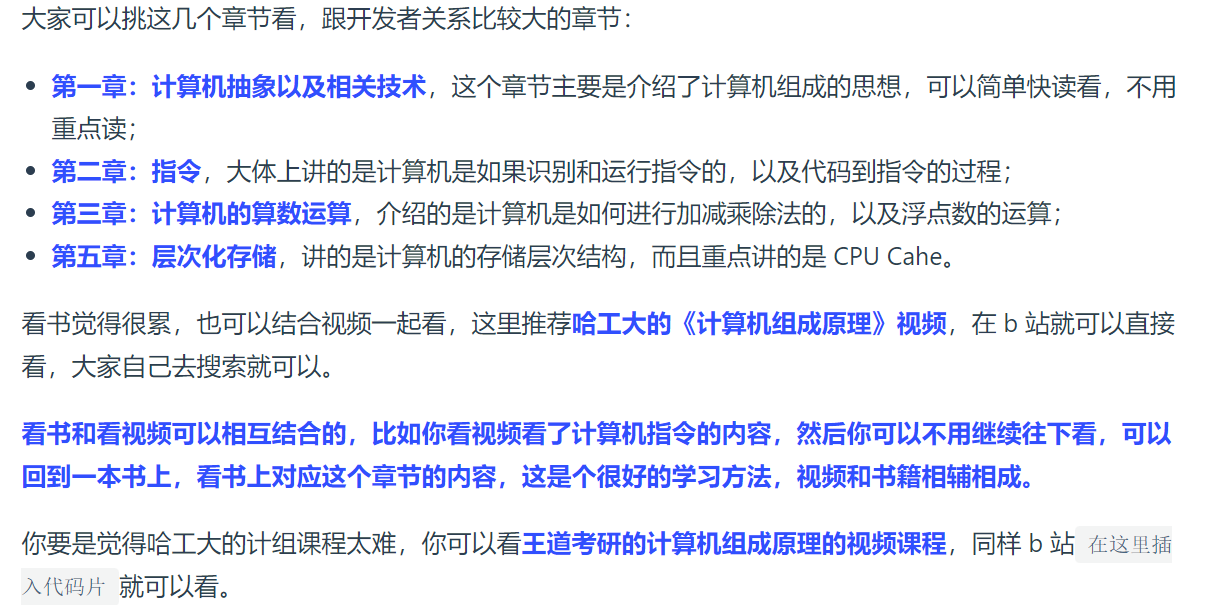 大家可以挑这几个章节看，跟开发者关系比较大的章节：
第一章：计算机抽象以及相关技术，这个章节主要是介绍了计算机组成的思想，可以简单快读看，不用
重点读；
第二章：指令，大体上讲的是计算机是如果识别和运行指令的，以及代码到指令的过程；
第三章：计算机的算数运算，介绍的是计算机是如何进行加减乘除法的，以及浮点数的运算；
第五章：层次化存储，讲的是计算机的存储层次结构，而且重点讲的是 CPU Cahe。
看书觉得很累，也可以结合视频一起看，这里推荐哈工大的《计算机组成原理》视频，在 b 站就可以直接
看，大家自己去搜索就可以。
看书和看视频可以相互结合的，比如你看视频看了计算机指令的内容，然后你可以不用继续往下看，可以
回到一本书上，看书上对应这个章节的内容，这是个很好的学习方法，视频和书籍相辅相成。
你要是觉得哈工大的计组课程太难，你可以看王道考研的计算机组成原理的视频课程，同样 b 站 在这里插
入代码片 就可以看。